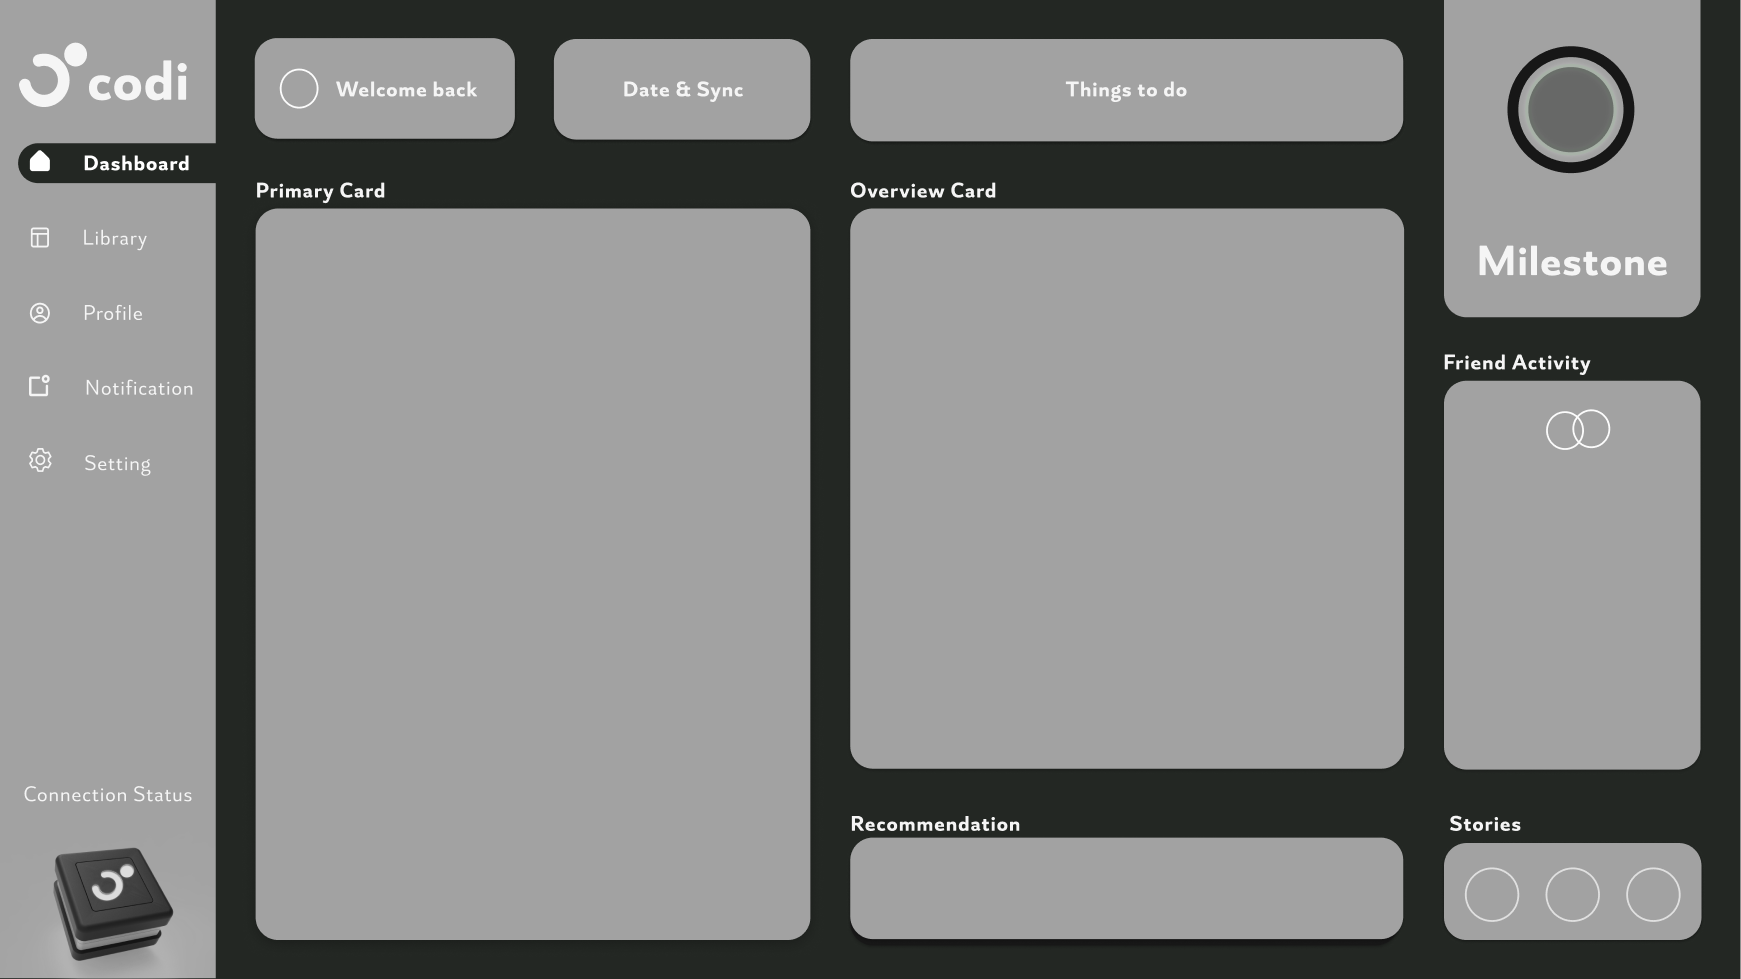 codi
Dashboard
Library
Profile
Notification
Setting
Connection Status
Welcome back
Date & Sync
Things to do
Primary Card
Overview Card
Recommendation
Milestone
Friend Activity
Stories